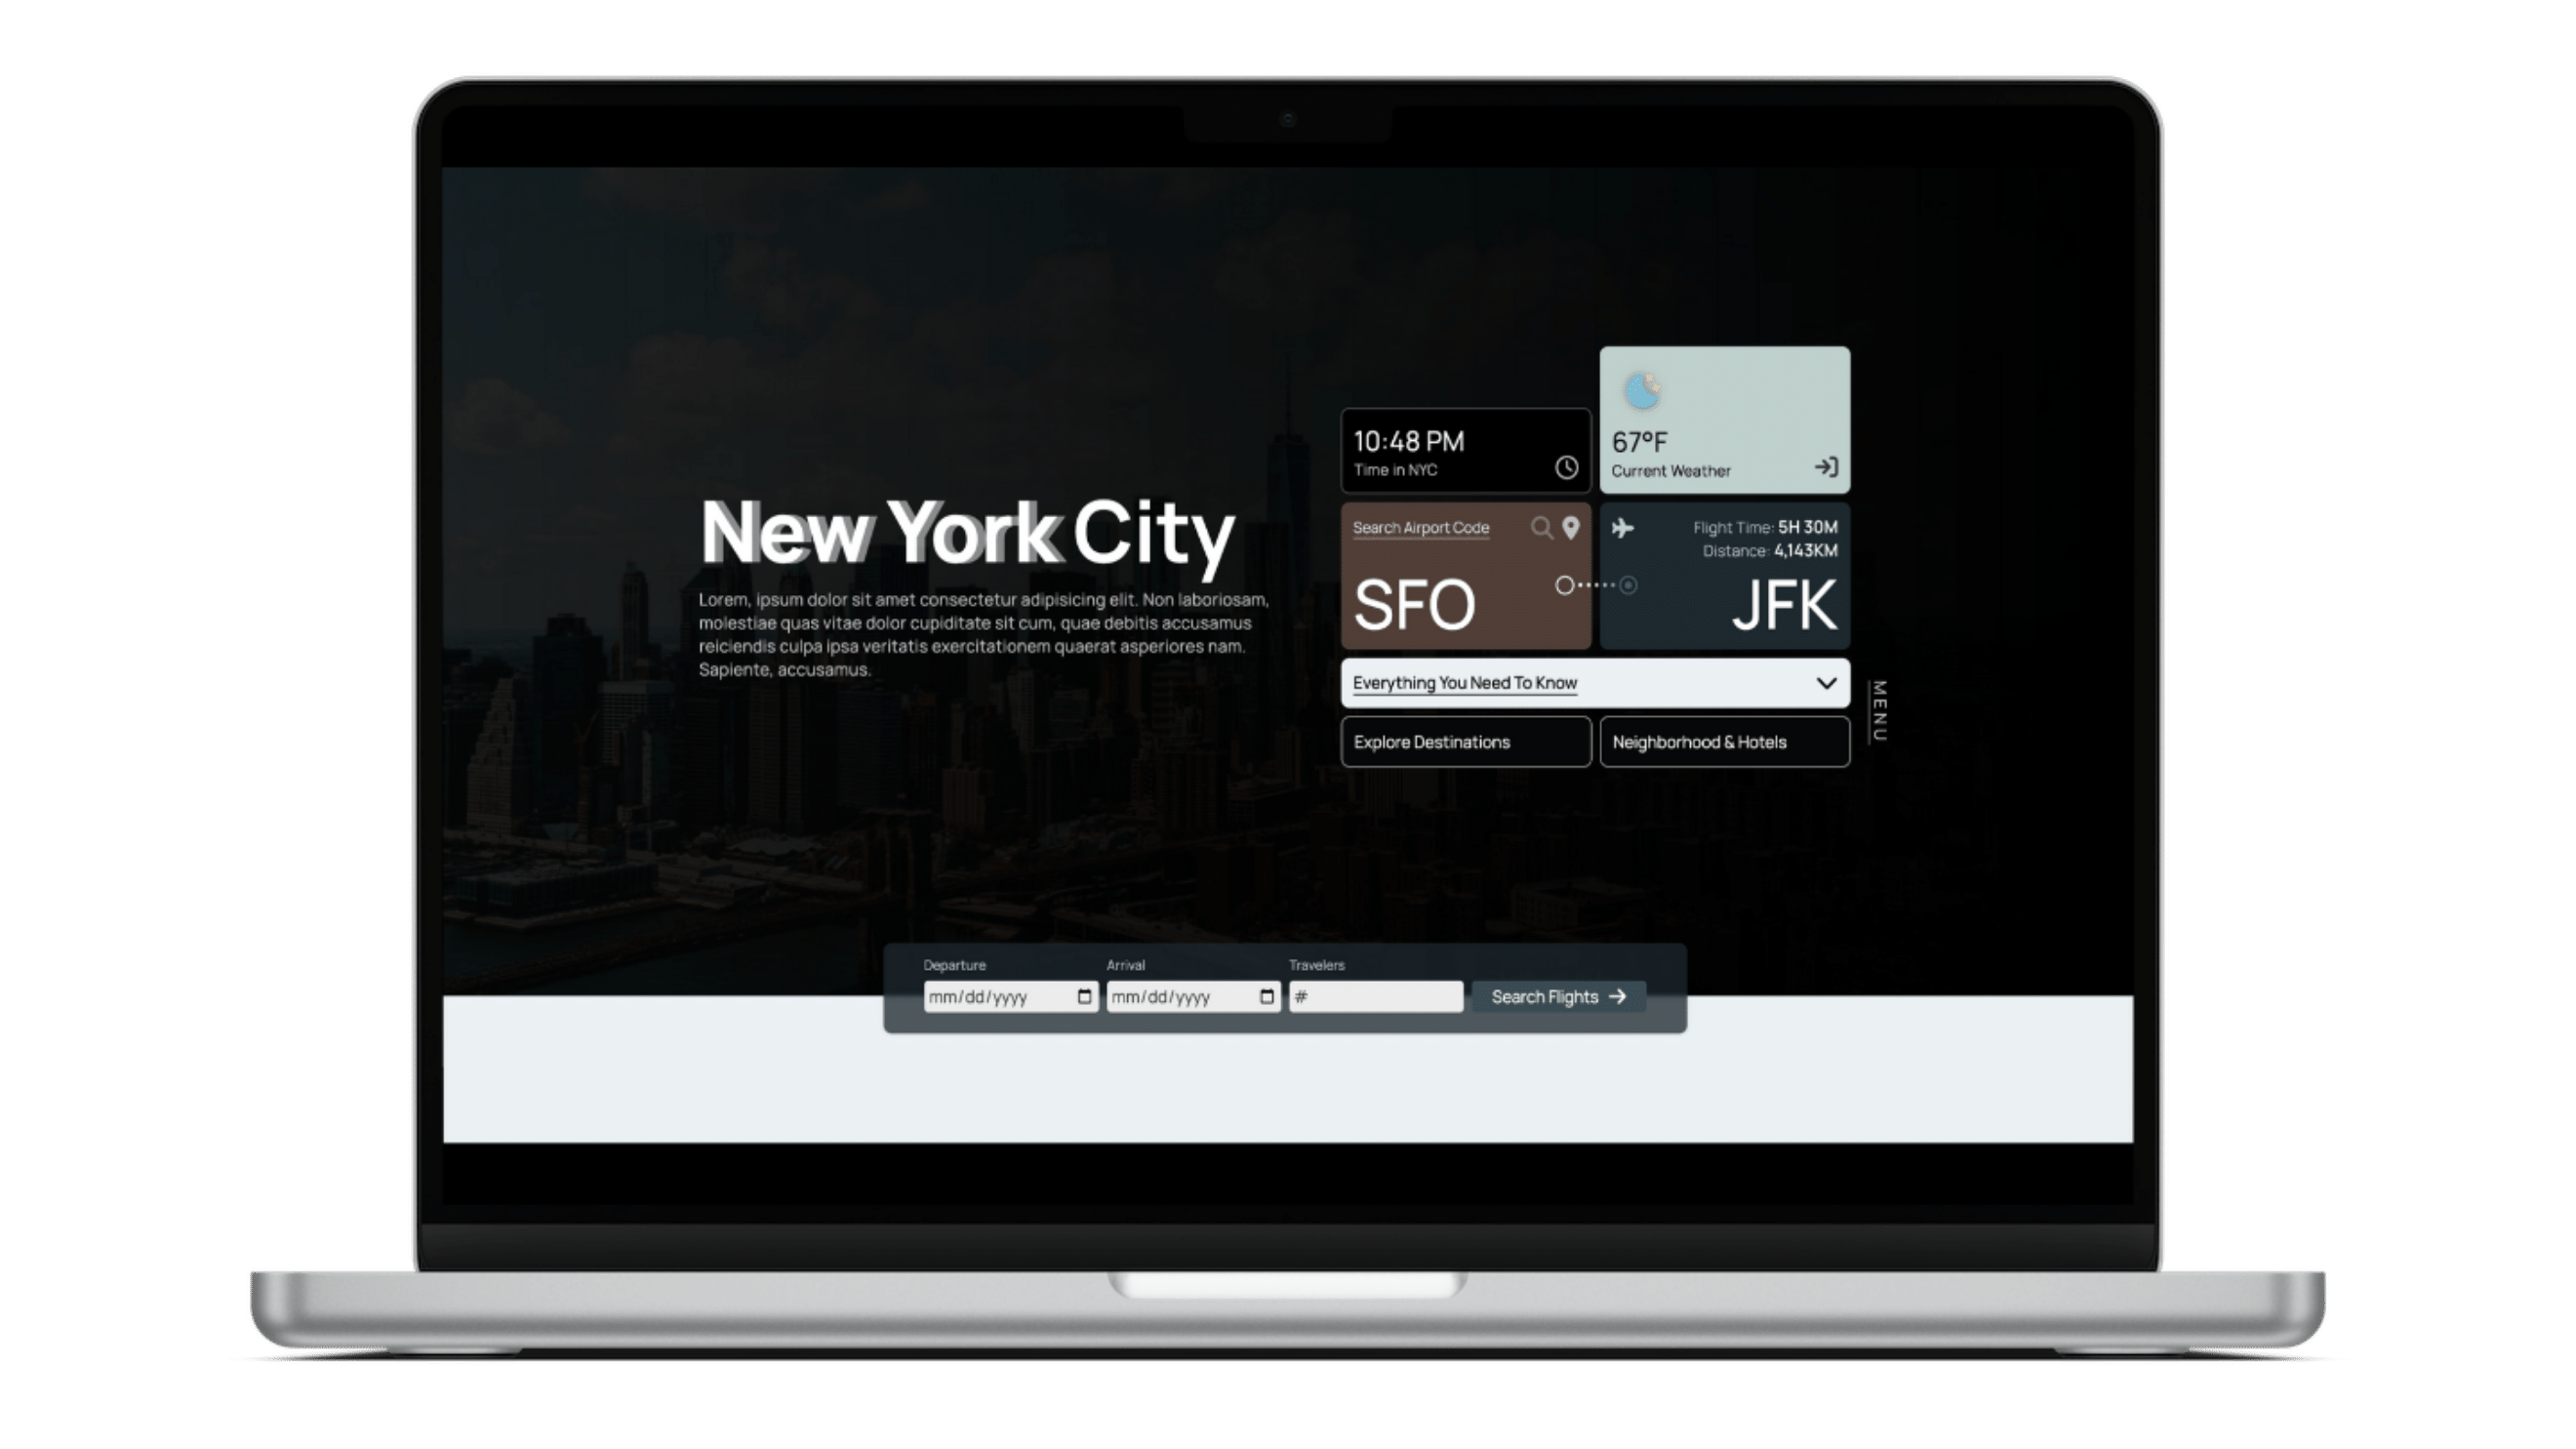 New York City
Lorem, ipsum dolor sit amet consectetur adipisicing elit. Non laboriosam,
molestiae quas vitae dolor cupiditate sit cum, quae debitis accusamus
reiciendis culpa ipsa veritatis exercitationem quaerat asperiores nam.
Sapiente, accusamus.
10:48 PM
Time in NYC
67°F
Current Weather
Search Airport Code
SFO
Flight Time: 5H 30M
Distance: 4,143KM
JFK
Everything You Need To Know
Explore Destinations
Neighborhood & Hotels
MENU
Departure
mm/dd/yyyy
Arrival
mm/dd/yyyy
Travelers
#
Search Flights